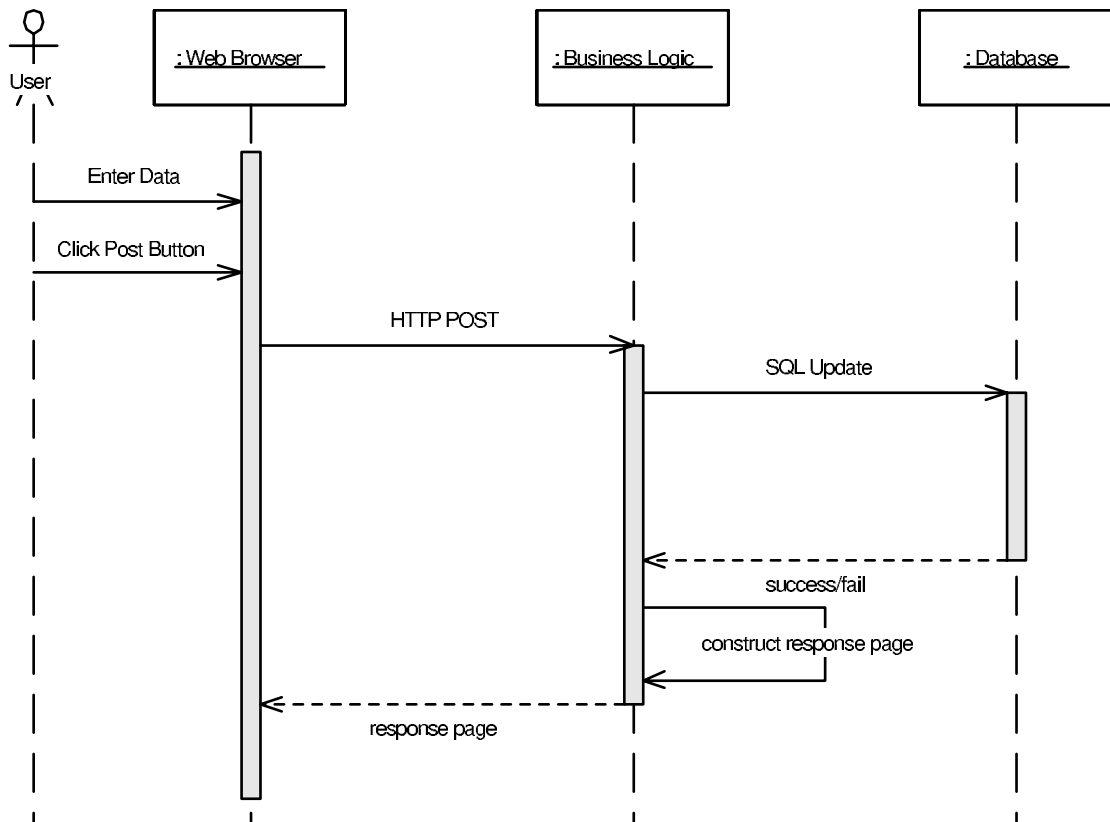 : Web Browser
: Business Logic
: Database
User
Enter Data
Click Post Button
HTTP POST
SQL Update
success/fail
construct response page
response page